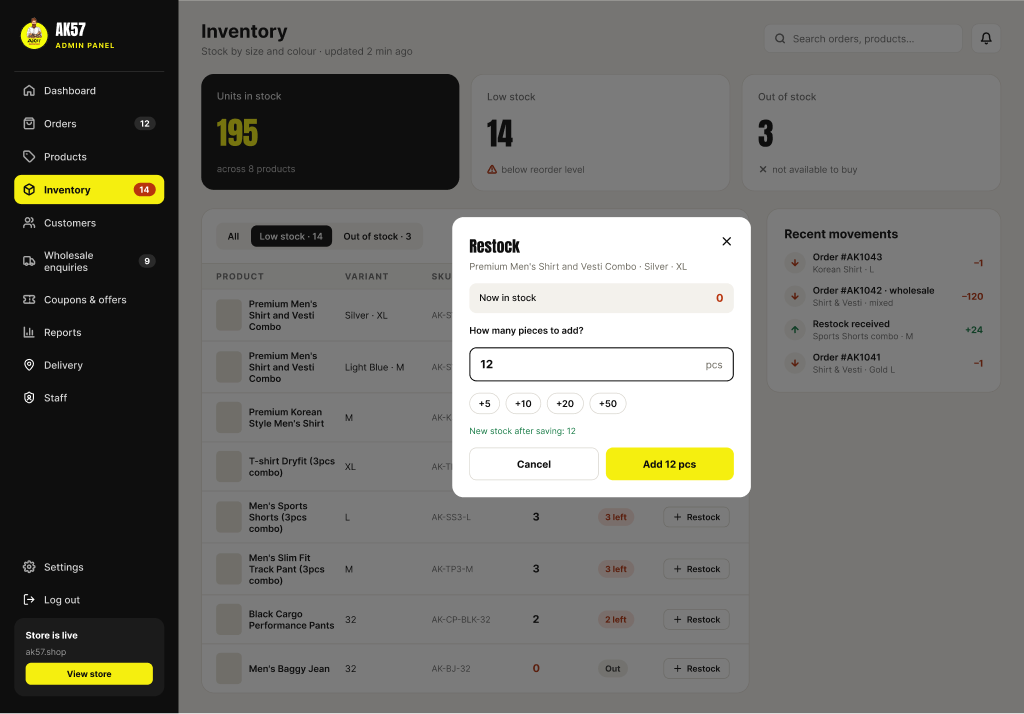 AK57
ADMIN PANEL
Dashboard
Orders 12
Products
Inventory 14
Customers
Wholesale
enquiries 9
Coupons & offers
Reports
Delivery
Staff
Settings
Log out
Store is live
ak57.shop
View store
Inventory
Stock by size and colour · updated 2 min ago
Search orders, products...
Units in stock
195
across 8 products
Low stock
14
below reorder level
Out of stock
3
not available to buy
All Low stock · 14 Out of stock · 3
PRODUCT VARIANT SKU
Premium Men's
Shirt and Vesti
Combo
Silver · XL
Premium Men's
Shirt and Vesti
Combo
Light Blue · M
Premium Korean
Style Men's Shirt
M
T-shirt Dryfit (3pcs
combo)
XL
Men's Sports
Shorts (3pcs
combo)
L AK-SS3-L 3 3 left + Restock
Men's Slim Fit
Track Pant (3pcs
combo)
M AK-TP3-M 3 3 left + Restock
Black Cargo
Performance Pants
32 AK-CP-BLK-32 2 2 left + Restock
Men's Baggy Jean 32 AK-BJ-32 0 Out + Restock
Restock
Premium Men's Shirt and Vesti Combo · Silver · XL
Now in stock 0
How many pieces to add?
12 pcs
+5 +10 +20 +50
New stock after saving: 12
Cancel Add 12 pcs
Recent movements
Order #AK1043
Korean Shirt · L
−1
Order #AK1042 · wholesale
Shirt & Vesti · mixed
−120
Restock received
Sports Shorts combo · M
+24
Order #AK1041
Shirt & Vesti · Gold L
−1